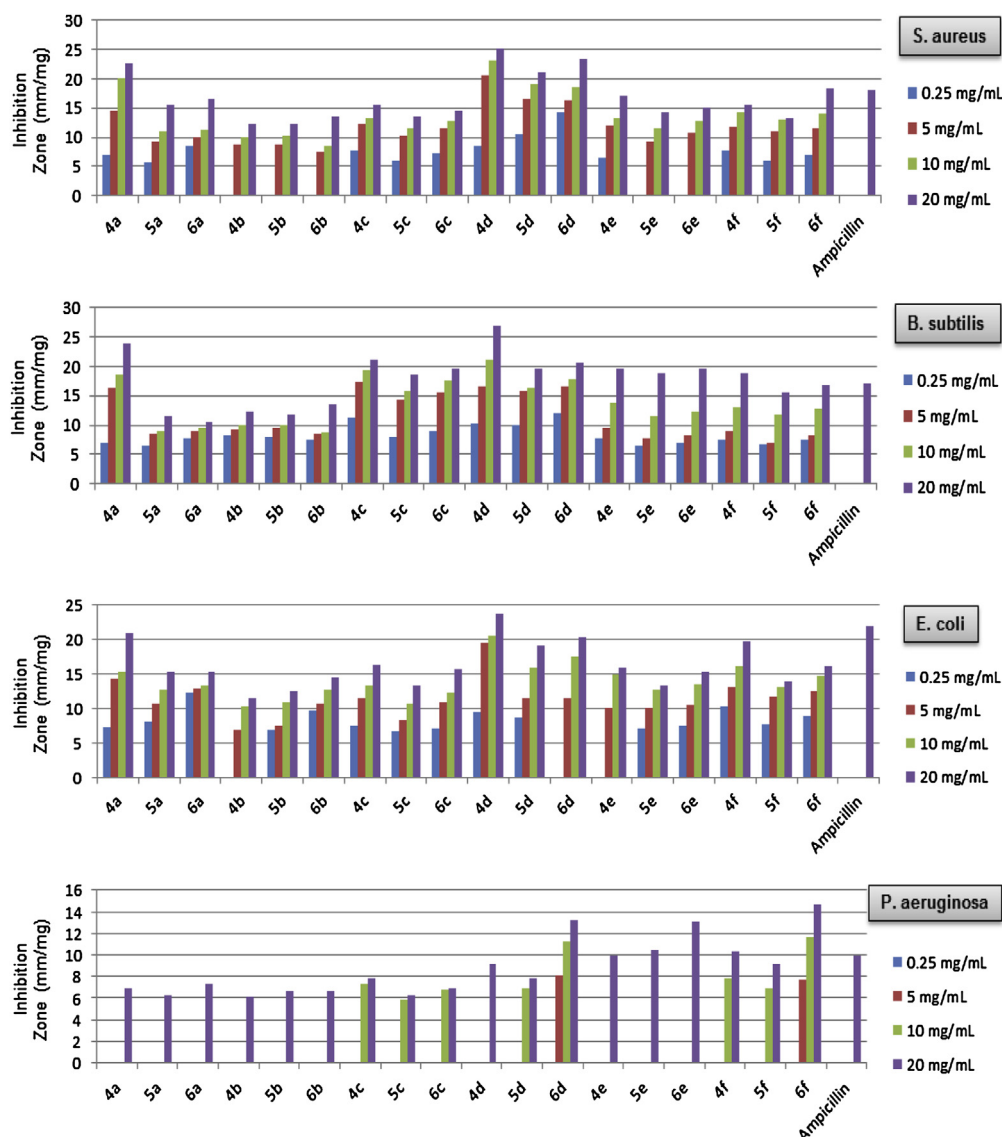 S. aureus
Inhibition
Zone (mm/mg)
30
25
20
15
10
5
0
4a 5a 6a 4b 5b 6b 4c 5c 6c 4d 5d 6d 4e 5e 6e 4f 5f 6f Ampicillin
0.25 mg/mL
5 mg/mL
10 mg/mL
20 mg/mL
B. subtilis
Inhibition
Zone (mm/mg)
30
25
20
15
10
5
0
4a 5a 6a 4b 5b 6b 4c 5c 6c 4d 5d 6d 4e 5e 6e 4f 5f 6f Ampicillin
0.25 mg/mL
5 mg/mL
10 mg/mL
20 mg/mL
E. coli
Inhibition
Zone (mm/mg)
25
20
15
10
5
0
4a 5a 6a 4b 5b 6b 4c 5c 6c 4d 5d 6d 4e 5e 6e 4f 5f 6f Ampicillin
0.25 mg/mL
5 mg/mL
10 mg/mL
20 mg/mL
P. aeruginosa
Inhibition
Zone (mm/mg)
16
14
12
10
8
6
4
2
0
4a 5a 6a 4b 5b 6b 4c 5c 6c 4d 5d 6d 4e 5e 6e 4f 5f 6f Ampicillin
0.25 mg/mL
5 mg/mL
10 mg/mL
20 mg/mL